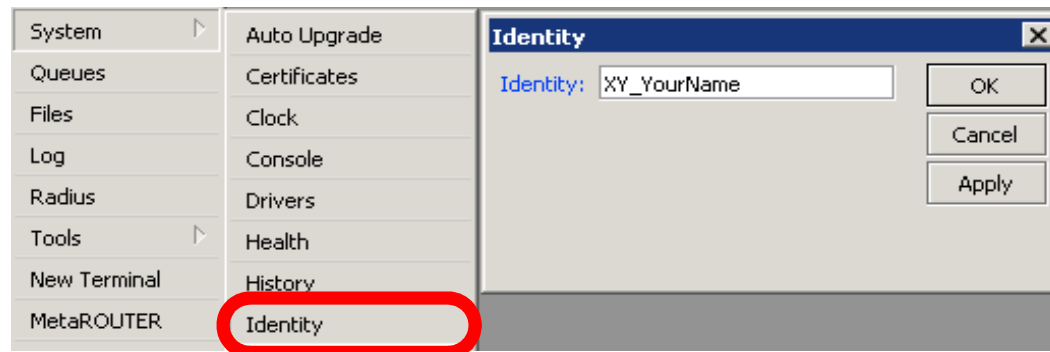 System
Queues
Files
Log
Radius
Tools
New Terminal
MetaROUTER
Auto Upgrade
Certificates
Clock
Console
Drivers
Health
History
Identity
Identity
Identity: XY_YourName
OK
Cancel
Apply